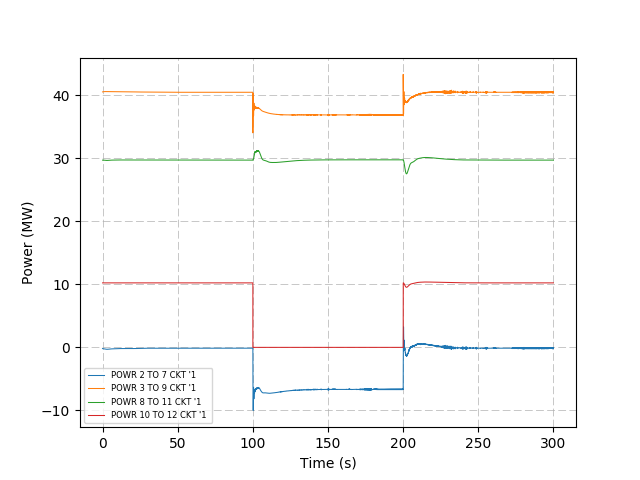 40
30
20
10
0
−10
Power (MW)
POWR 2 TO 7 CKT '1
POWR 3 TO 9 CKT '1
POWR 8 TO 11 CKT '1
POWR 10 TO 12 CKT '1
0 50 100 150 200 250 300
Time (s)